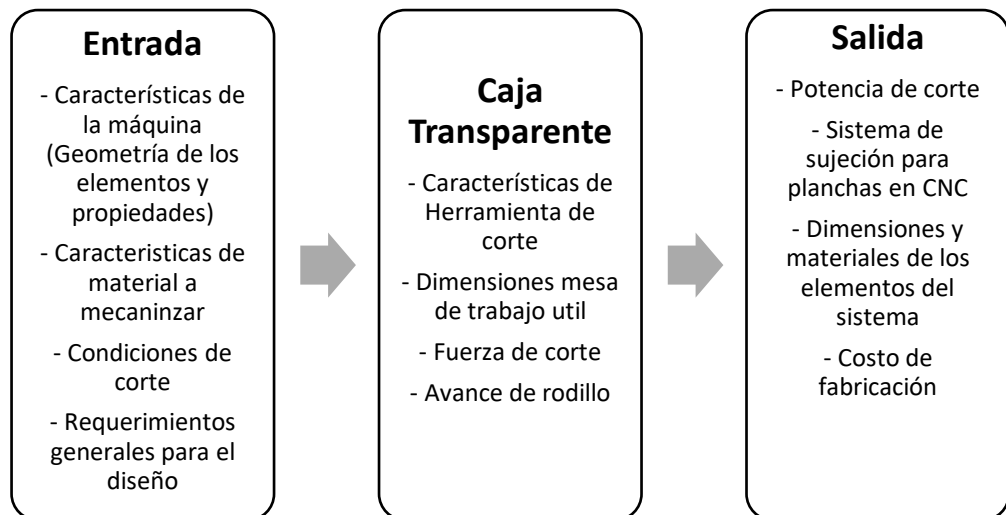 Entrada
- Características de
la máquina
(Geometría de los
elementos y
propiedades)
- Caracteristicas de
material a
mecaninzar
- Condiciones de
corte
- Requerimientos
generales para el
diseño
Caja
Transparente
- Características de
Herramienta de
corte
- Dimensiones mesa
de trabajo util
- Fuerza de corte
- Avance de rodillo
Salida
- Potencia de corte
- Sistema de
sujeción para
planchas en CNC
- Dimensiones y
materiales de los
elementos del
sistema
- Costo de
fabricación